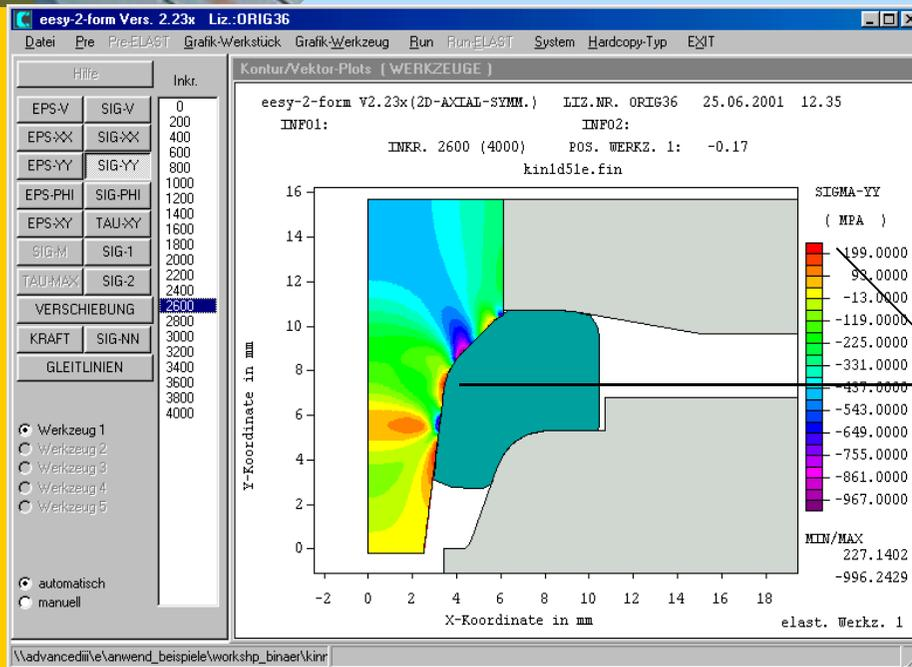 eesy-2-form Vers. 2.23x Liz.:ORIG36
Datei Pre Pre-ELAST Grafik-Werkstück Grafik-Werkzeug Run Run-ELAST System Hardcopy-Typ EXIT
Hilfe
EPS-V SIG-V
EPS-XX SIG-XX
EPS-YY SIG-YY
EPS-PHI SIG-PHI
EPS-XY TAU-XY
SIG-M SIG-1
TAU-MAX SIG-2
VERSCHIEBUNG
KRAFT SIG-NN
GLEITLINIEN
Werkzeug 1
Werkzeug 2
Werkzeug 3
Werkzeug 4
Werkzeug 5
automatisch
manuell
Inkr.
0
200
400
600
800
1000
1200
1400
1600
1800
2000
2200
2400
2600
2800
3000
3200
3400
3600
3800
4000
Kontur/Vektor-Plots ( WERKZEUGE )
eesy-2-form V2.23x(2D-AXIAL-SYMM.) LIZ.NR. ORIG36 25.06.2001 12.35
INFO1: INFO2:
INKR. 2600 (4000) POS. WERKZ. 1: -0.17
kin1d51e.fin
Y-Koordinate in mm
16
14
12
10
8
6
4
2
0
-2 0 2 4 6 8 10 12 14 16 18
X-Koordinate in mm
SIGMA-YY
( MPA )
199.0000
93.0000
-13.0000
-119.0000
-225.0000
-331.0000
-437.0000
-543.0000
-649.0000
-755.0000
-861.0000
-967.0000
MIN/MAX
227.1402
-996.2429
elast. Werkz. 1
\\advancediii\e\anwend_beispiele\workshp_binaer\kinr